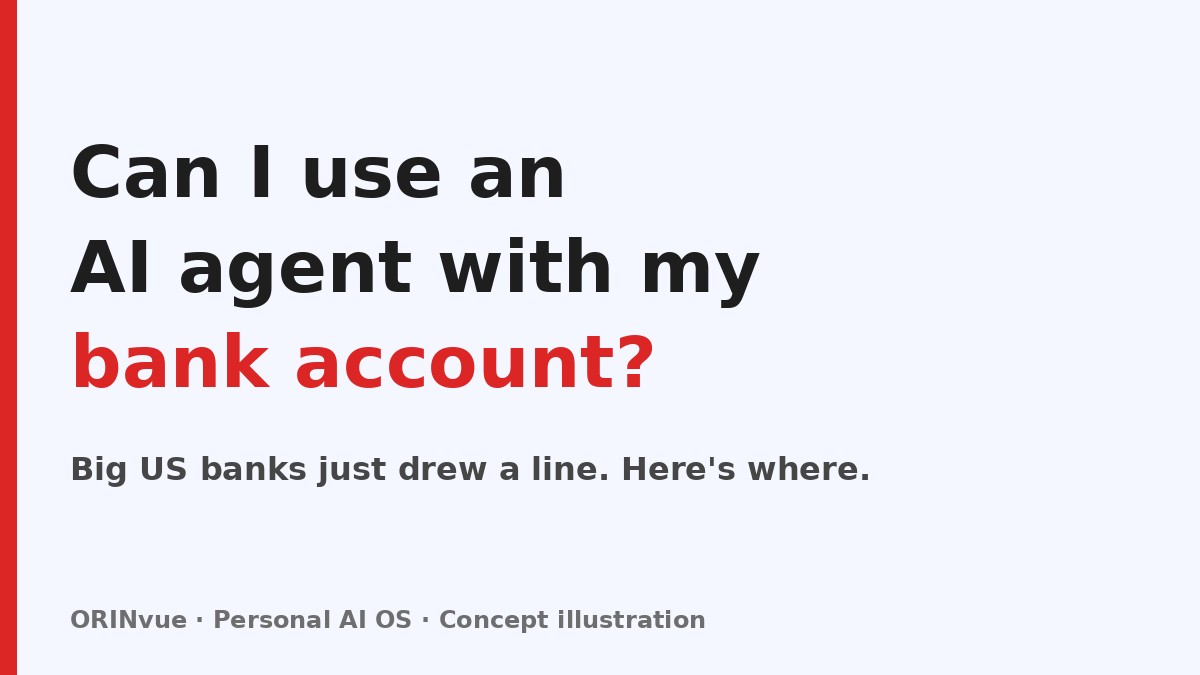 Can I use an
AI agent with my
bank account?
Big US banks just drew a line. Here's where.
ORINvue · Personal AI OS · Concept illustration